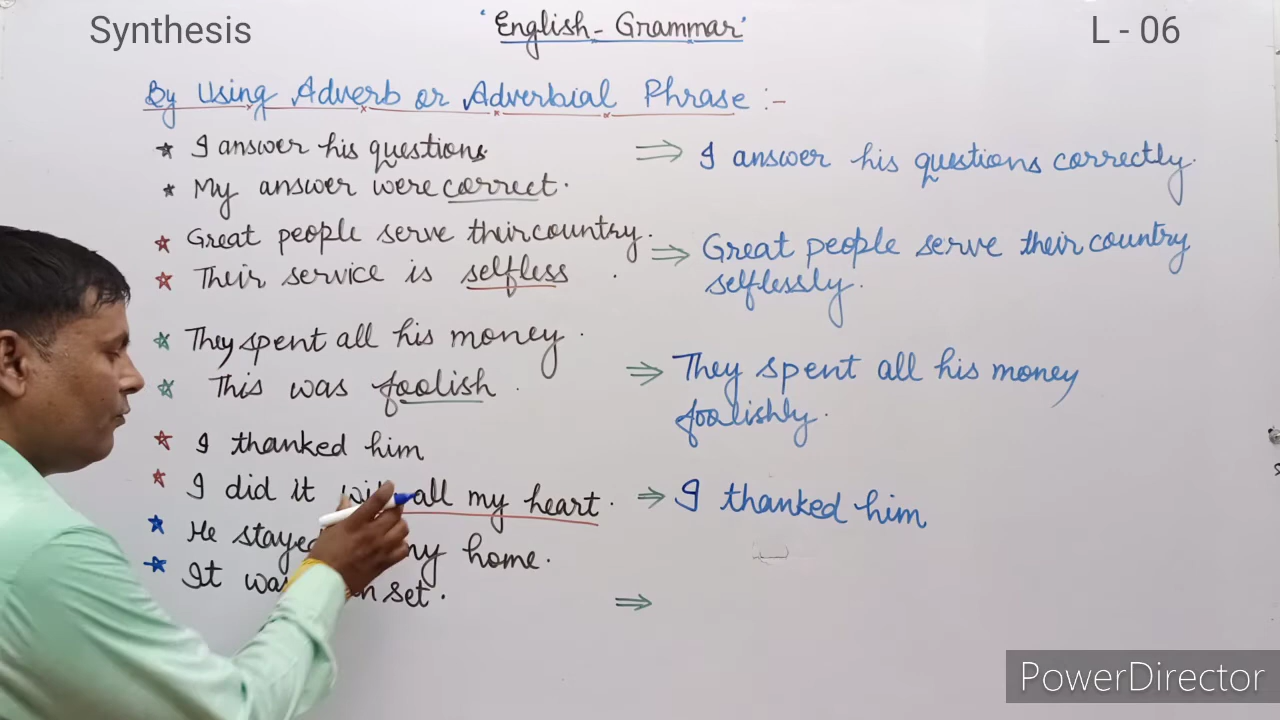 Synthesis
'English - Grammar'
L - 06
By Using Adverb or Adverbial Phrase :-
I answer his questions
My answer were correct.
⇒ I answer his questions correctly.
Great people serve their country.
Their service is selfless .
⇒ Great people serve their country
selflessly.
They spent all his money .
This was foolish .
⇒ They spent all his money
foolishly.
I thanked him
I did it all my heart .
⇒ I thanked him
He my home.
It set .
⇒
PowerDirector